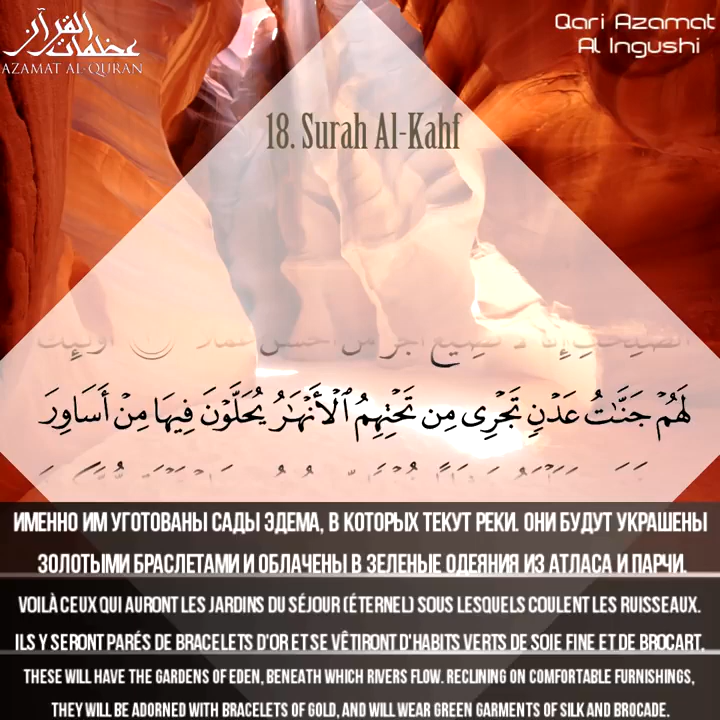 عظمات القرآن
AZAMAT AL-QURAN
Qari Azamat
Al Ingushi
18. Surah Al-Kahf
لَهُمْ جَنَّٰتُ عَدْنٍ تَجْرِى مِن تَحْتِهِمُ ٱلْأَنْهَٰرُ يُحَلَّوْنَ فِيهَا مِنْ أَسَاوِرَ
ИМЕННО ИМ УГОТОВАНЫ САДЫ ЭДЕМА, В КОТОРЫХ ТЕКУТ РЕКИ. ОНИ БУДУТ УКРАШЕНЫ
ЗОЛОТЫМИ БРАСЛЕТАМИ И ОБЛАЧЕНЫ В ЗЕЛЕНЫЕ ОДЕЯНИЯ ИЗ АТЛАСА И ПАРЧИ.
VOILÀ CEUX QUI AURONT LES JARDINS DU SÉJOUR (ÉTERNEL) SOUS LESQUELS COULENT LES RUISSEAUX.
ILS Y SERONT PARÉS DE BRACELETS D'OR ET SE VÊTIRONT D'HABITS VERTS DE SOIE FINE ET DE BROCART,
THESE WILL HAVE THE GARDENS OF EDEN, BENEATH WHICH RIVERS FLOW. RECLINING ON COMFORTABLE FURNISHINGS,
THEY WILL BE ADORNED WITH BRACELETS OF GOLD, AND WILL WEAR GREEN GARMENTS OF SILK AND BROCADE.